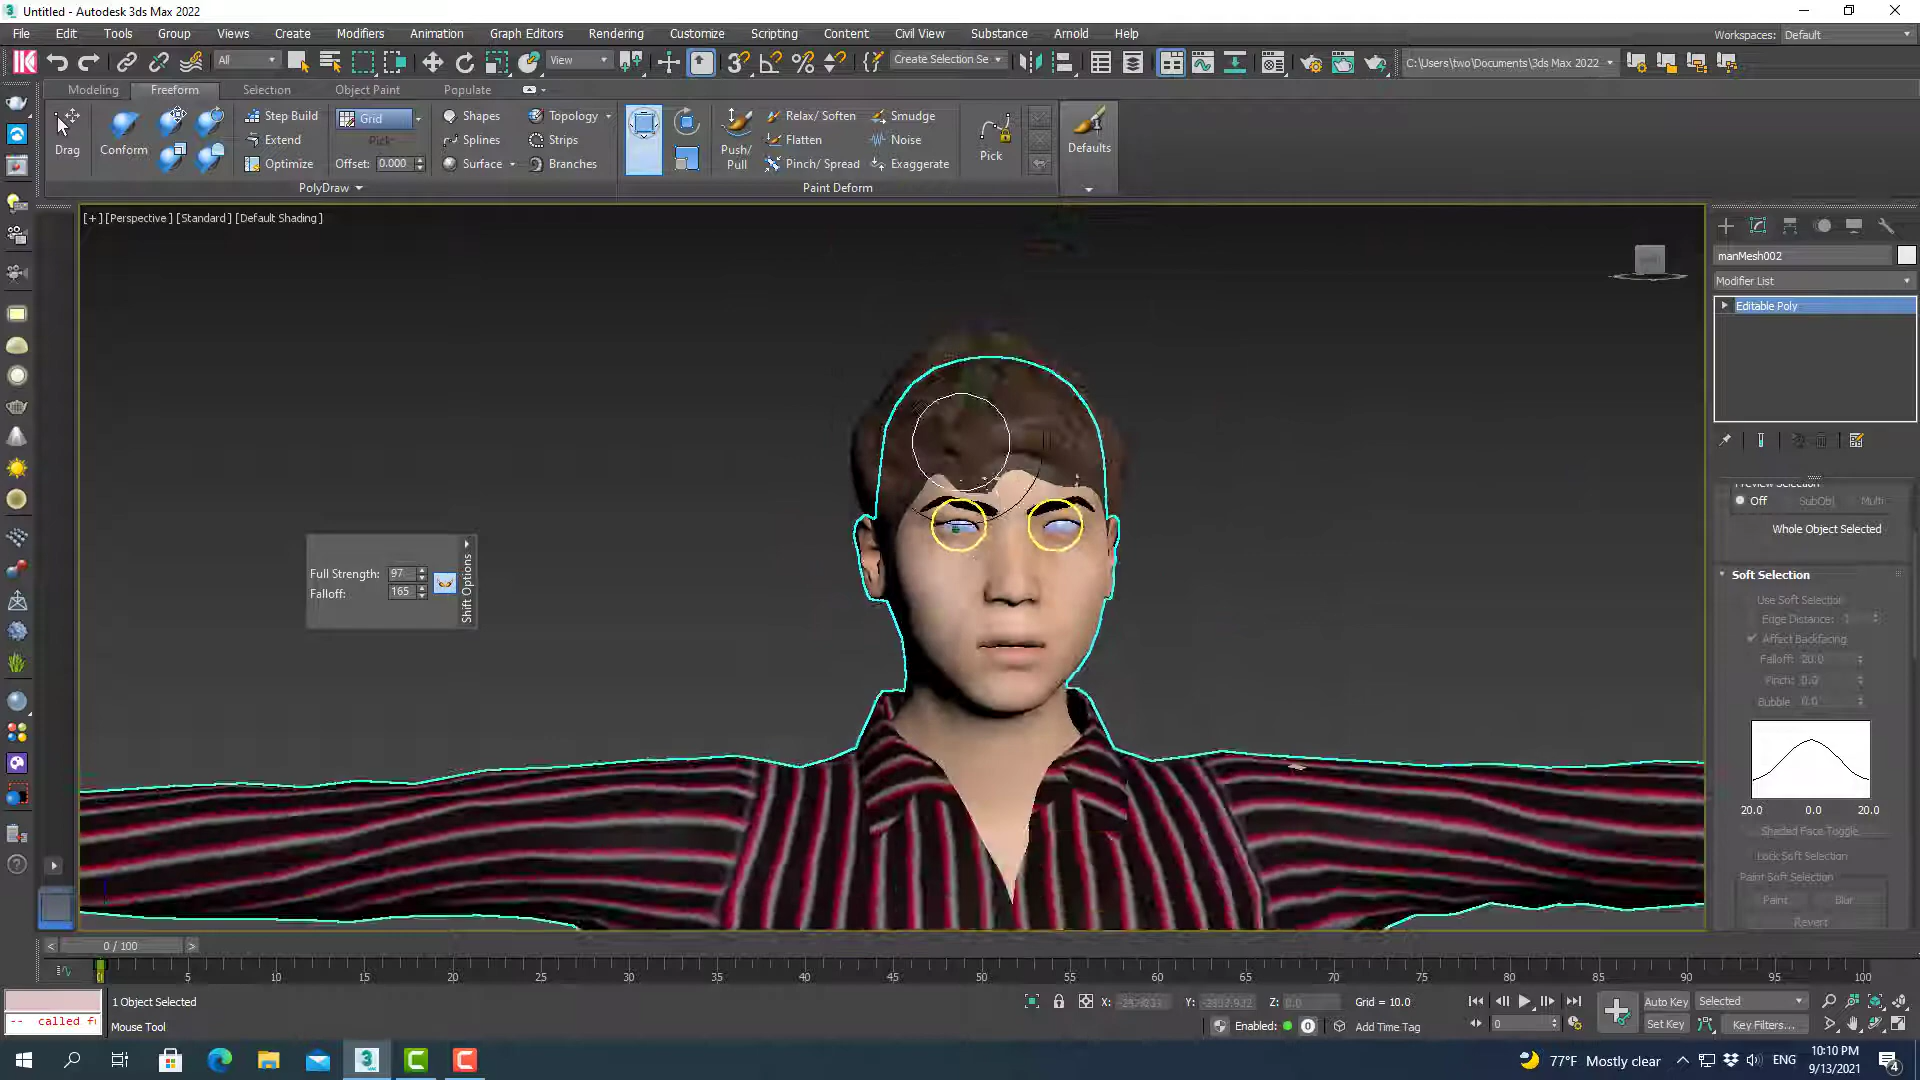 Untitled - Autodesk 3ds Max 2022
File Edit Tools Group Views Create Modifiers Animation Graph Editors Rendering Customize Scripting Content Civil View Substance Arnold Help
Workspaces: Default
All
View
Create Selection Se
C:\Users\two\Documents\3ds Max 2022
Modeling Freeform Selection Object Paint Populate
Drag
Conform
Step Build
Extend
Optimize
Grid
Pick
Offset: 0.000
Shapes
Splines
Surface
Topology
Strips
Branches
PolyDraw
Push/
Pull
Relax/ Soften
Flatten
Pinch/ Spread
Smudge
Noise
Exaggerate
Paint Deform
Pick
Defaults
[+] [Perspective ] [Standard ] [Default Shading ]
Full Strength: 97
Falloff: 165
Shift Options
manMesh002
Modifier List
Editable Poly
Preview Selection
Off SubObj Multi
Whole Object Selected
Soft Selection
Use Soft Selection
Edge Distance: 1
Affect Backfacing
Falloff: 20.0
Pinch: 0.0
Bubble: 0.0
20.0 0.0 20.0
Shaded Face Toggle
Lock Soft Selection
Paint Soft Selection
Paint Blur
Revert
0 / 100
0 5 10 15 20 25 30 35 40 45 50 55 60 65 70 75 80 85 90 95 100
1 Object Selected
Mouse Tool
-- called f
X: Y: Z: 0.0 Grid = 10.0
Enabled: 0 Add Time Tag
0
Auto Key Selected
Set Key Key Filters...
77°F Mostly clear
ENG
10:10 PM
9/13/2021
4